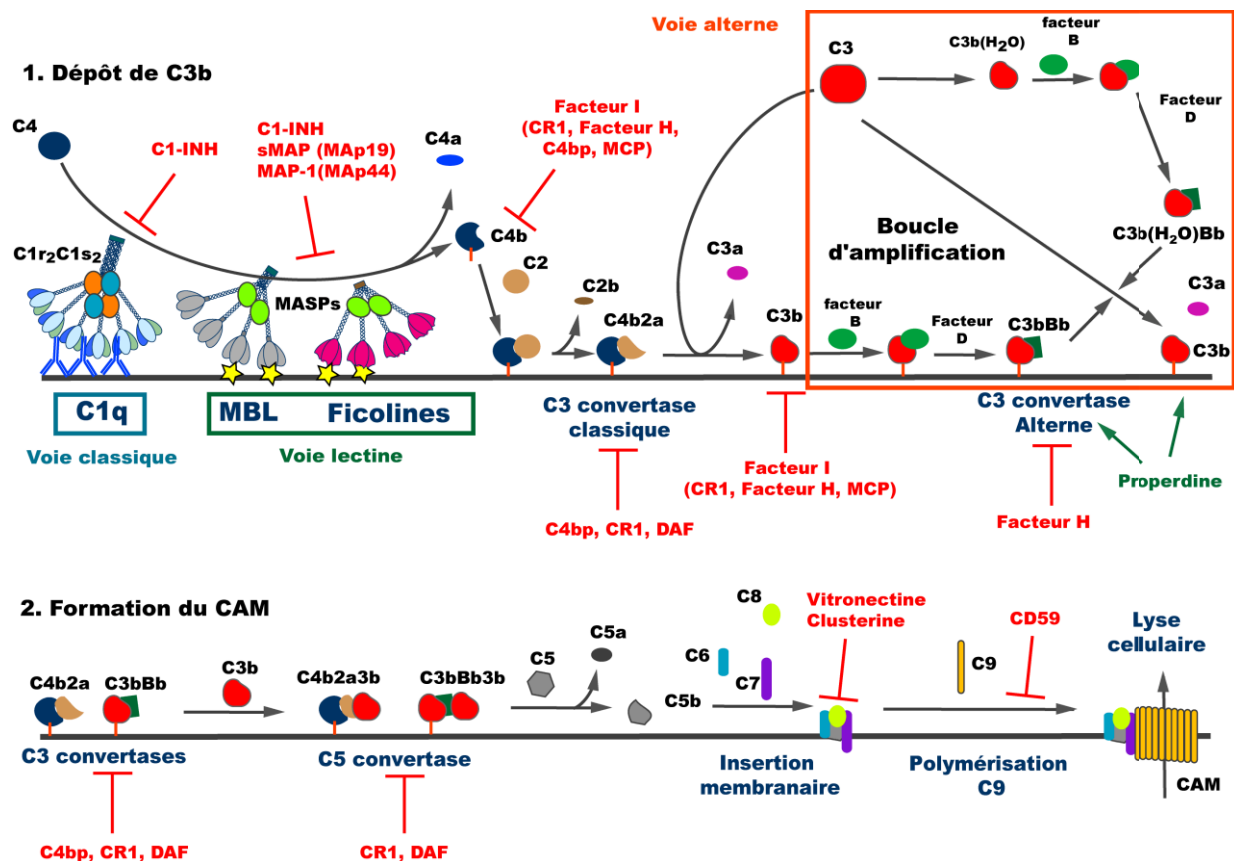 Voie alterne
1. Dépôt de C3b
C4
C1-INH
C1-INH
sMAP (MAp19)
MAP-1(MAp44)
C4a
Facteur I
(CR1, Facteur H,
C4bp, MCP)
C3
C3b(H₂O)
facteur
B
Facteur
D
C3b(H₂O)Bb
Boucle
d'amplification
C1r₂C1s₂
MASPs
C4b
C2
C2b
C4b2a
C3a
C3b
facteur
B
Facteur
D
C3bBb
C3a
C3b
C1q
MBL
Ficolines
Voie classique
Voie lectine
C3 convertase
classique
C3 convertase
Alterne
Facteur I
(CR1, Facteur H, MCP)
Properdine
C4bp, CR1, DAF
Facteur H
2. Formation du CAM
C4b2a
C3bBb
C3b
C4b2a3b
C3bBb3b
C5
C5a
C5b
C6
C7
C8
Vitronectine
Clusterine
C9
CD59
Lyse
cellulaire
C3 convertases
C5 convertase
Insertion
membranaire
Polymérisation
C9
CAM
C4bp, CR1, DAF
CR1, DAF